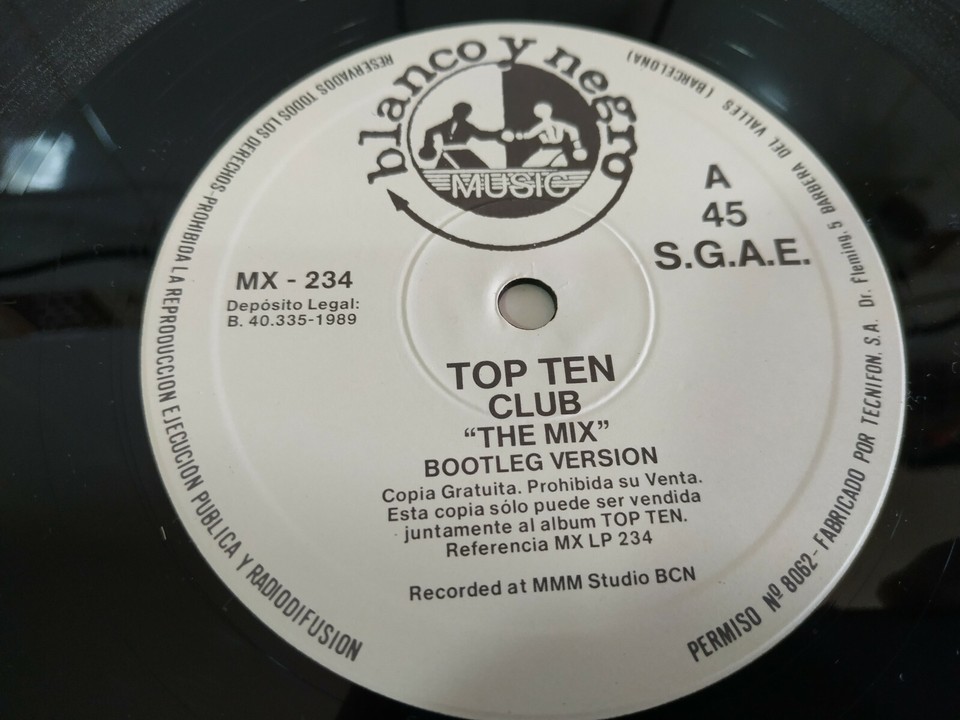 blanco y negro
MUSIC
A
45
S.G.A.E.
MX - 234
Depósito Legal:
B. 40.335-1989
TOP TEN
CLUB
“THE MIX”
BOOTLEG VERSION
Copia Gratuita. Prohibida su Venta.
Esta copia sólo puede ser vendida
juntamente al album TOP TEN.
Referencia MX LP 234
Recorded at MMM Studio BCN
RESERVADOS TODOS LOS DERECHOS-PROHIBIDA LA REPRODUCCION EJECUCIÓN PUBLICA Y RADIODIFUSION
PERMISO Nº 8062- FABRICADO POR TECNIFON, S.A. Dr. Fleming, 5 BARBERA DEL VALLES (BARCELONA)